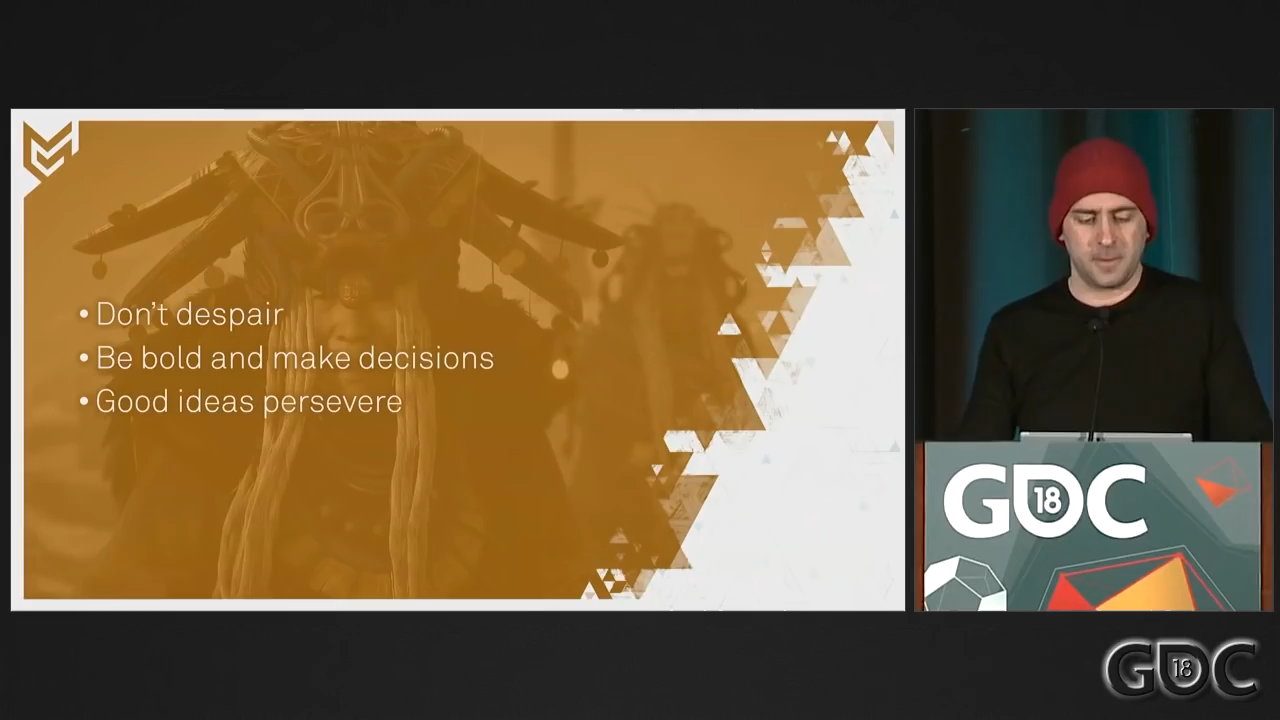 • Don't despair
• Be bold and make decisions
• Good ideas persevere
GDC
18
GDC
18